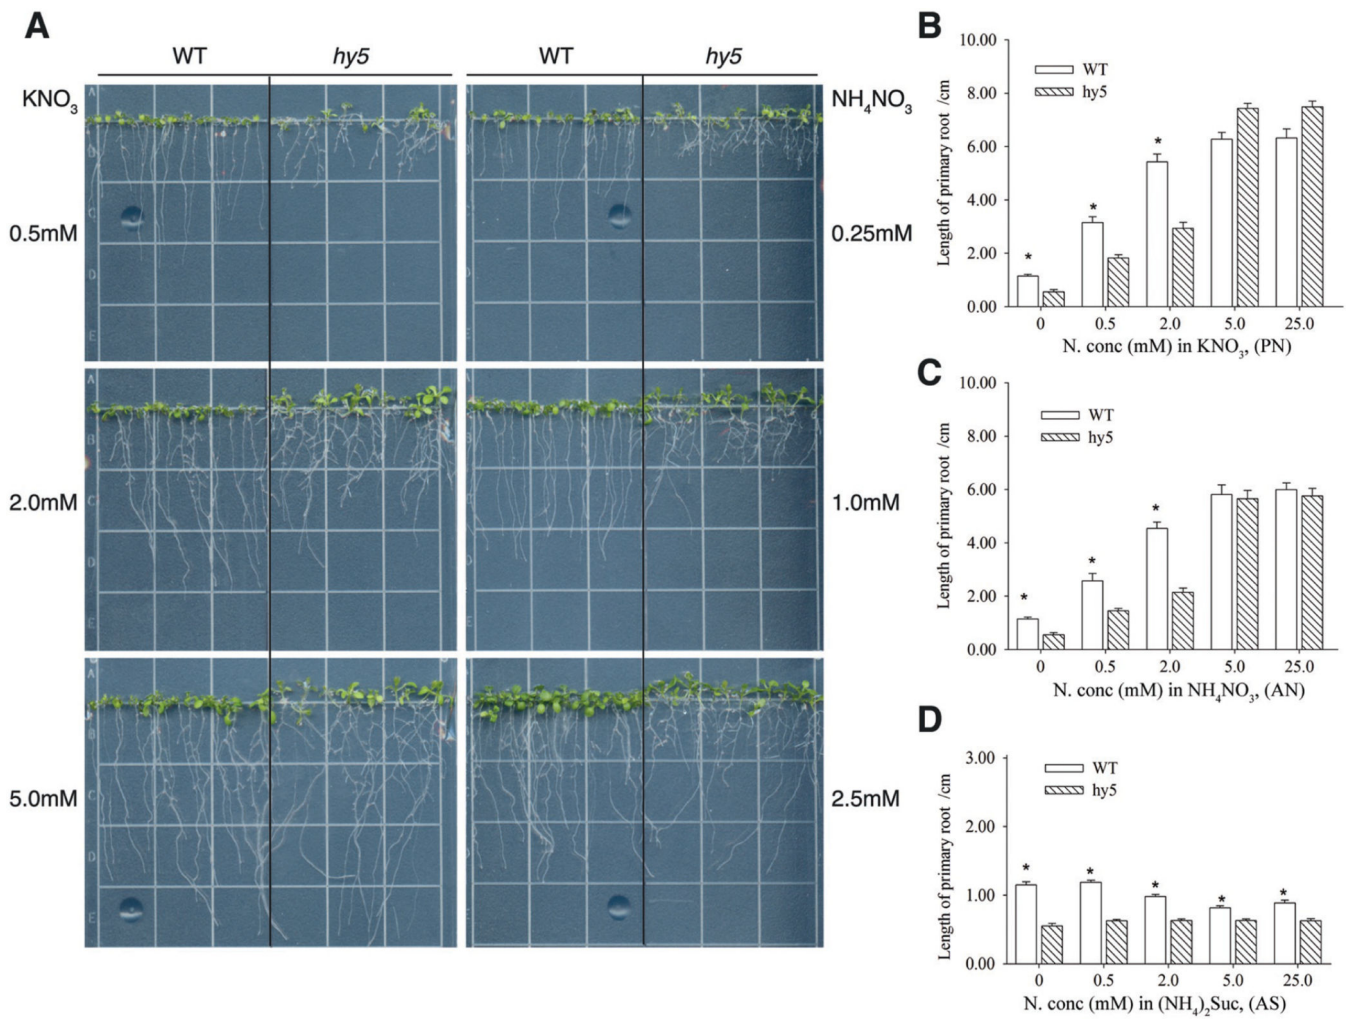 A
WT
hy5
WT
hy5
KNO3
NH4NO3
0.5mM
0.25mM
2.0mM
1.0mM
5.0mM
2.5mM
B
10.00
8.00
6.00
4.00
2.00
0.00
Length of primary root /cm
WT
hy5
*
*
*
0 0.5 2.0 5.0 25.0
N. conc (mM) in KNO3, (PN)
C
10.00
8.00
6.00
4.00
2.00
0.00
Length of primary root /cm
WT
hy5
*
*
*
0 0.5 2.0 5.0 25.0
N. conc (mM) in NH4NO3, (AN)
D
3.00
2.00
1.00
0.00
Length of primary root /cm
WT
hy5
*
*
*
*
*
0 0.5 2.0 5.0 25.0
N. conc (mM) in (NH4)2Suc, (AS)